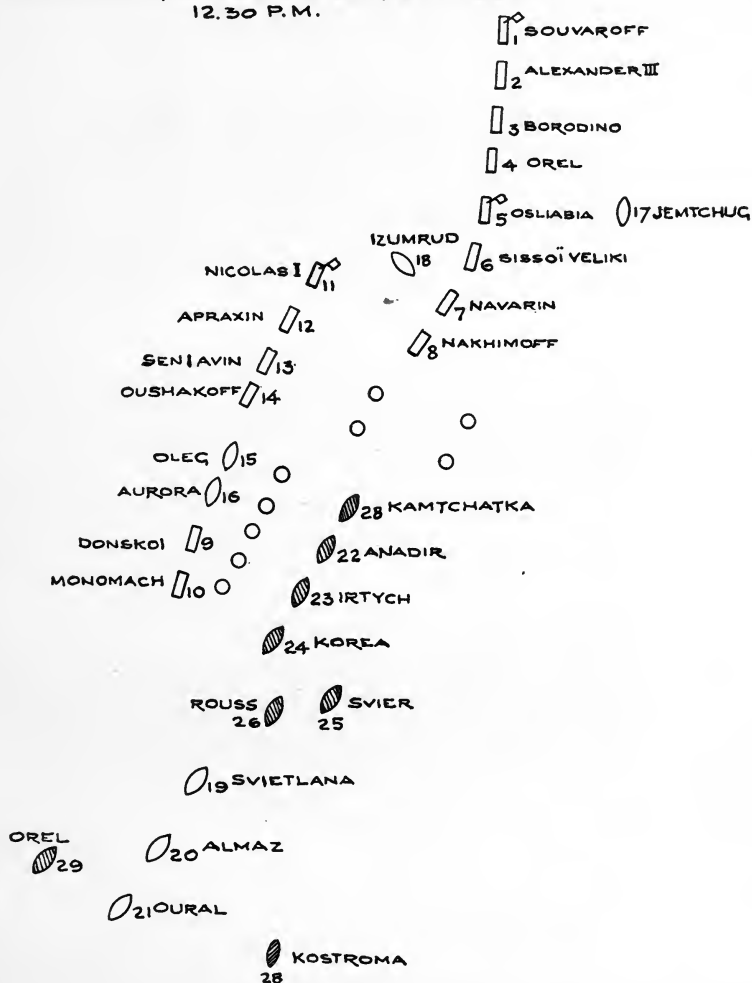 12.30 P.M.
1 SOUVAROFF
2 ALEXANDER III
3 BORODINO
4 OREL
5 OSLIABIA
17 JEMTCHUG
IZUMRUD
18
6 SISSOÏ VELIKI
NICOLAS I
11
7 NAVARIN
APRAXIN
12
8 NAKHIMOFF
SENIAVIN
13
OUSHAKOFF
14
OLEG
15
AURORA
16
28 KAMTCHATKA
DONSKOI
9
22 ANADIR
MONOMACH
10
23 IRTYCH
24 KOREA
ROUSS
26
SVIER
25
19 SVIETLANA
OREL
29
20 ALMAZ
21 OURAL
KOSTROMA
28